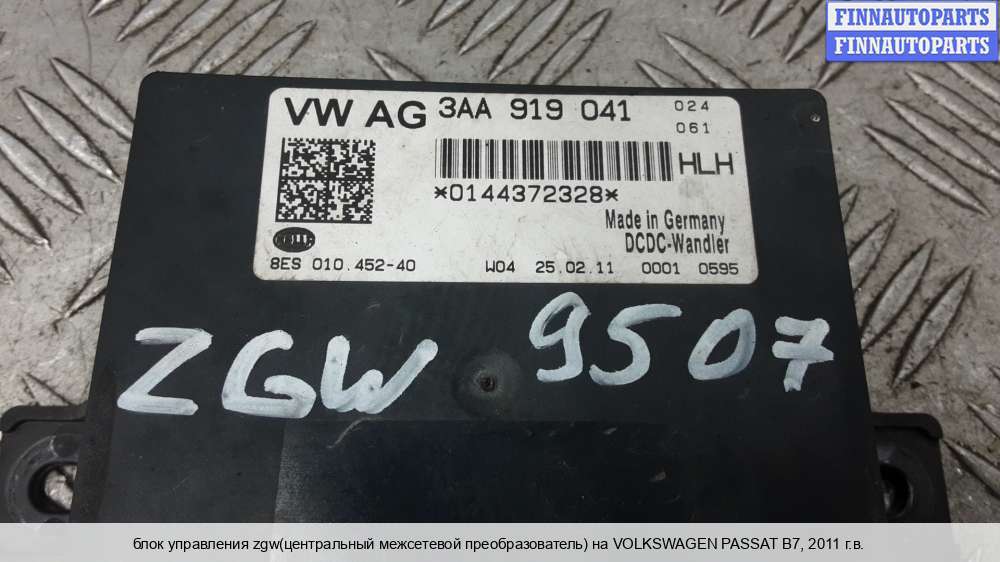 FINNAUTOPARTS
FINNAUTOPARTS
VW AG 3AA 919 041 024
061
HLH
*0144372328*
Made in Germany
DCDC-Wandler
HELLA
8ES 010.452-40 W04 25.02.11 0001 0595
ZGW 9507
блок управления zgw(центральный межсетевой преобразователь) на VOLKSWAGEN PASSAT B7, 2011 г.в.